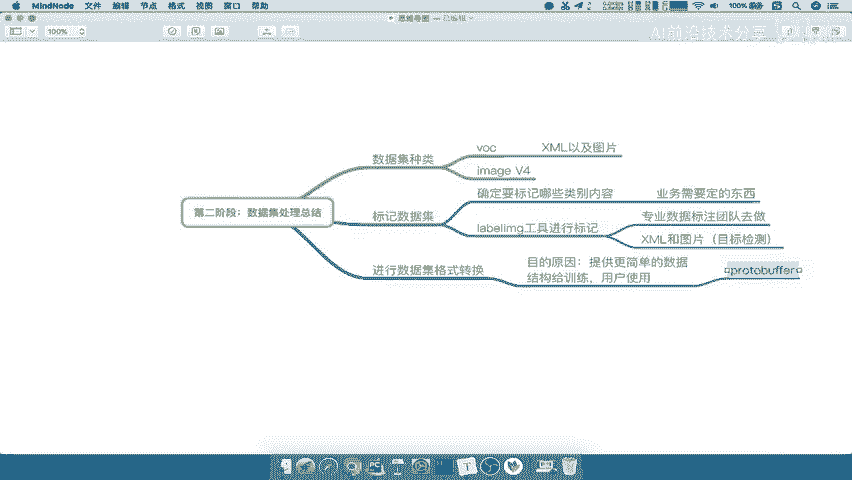 MindNode 文件 编辑 节点 格式 视图 窗口 帮助
100%
思维导图 — 已编辑
100%
AI前沿技术分享
第二阶段：数据集处理总结
数据集种类
voc
XML以及图片
image V4
标记数据集
确定要标记哪些类别内容
业务需要定的东西
labelimg工具进行标记
专业数据标注团队去做
XML和图片（目标检测）
进行数据集格式转换
目的原因：提供更简单的数据
结构给训练，用户使用
protobuffer